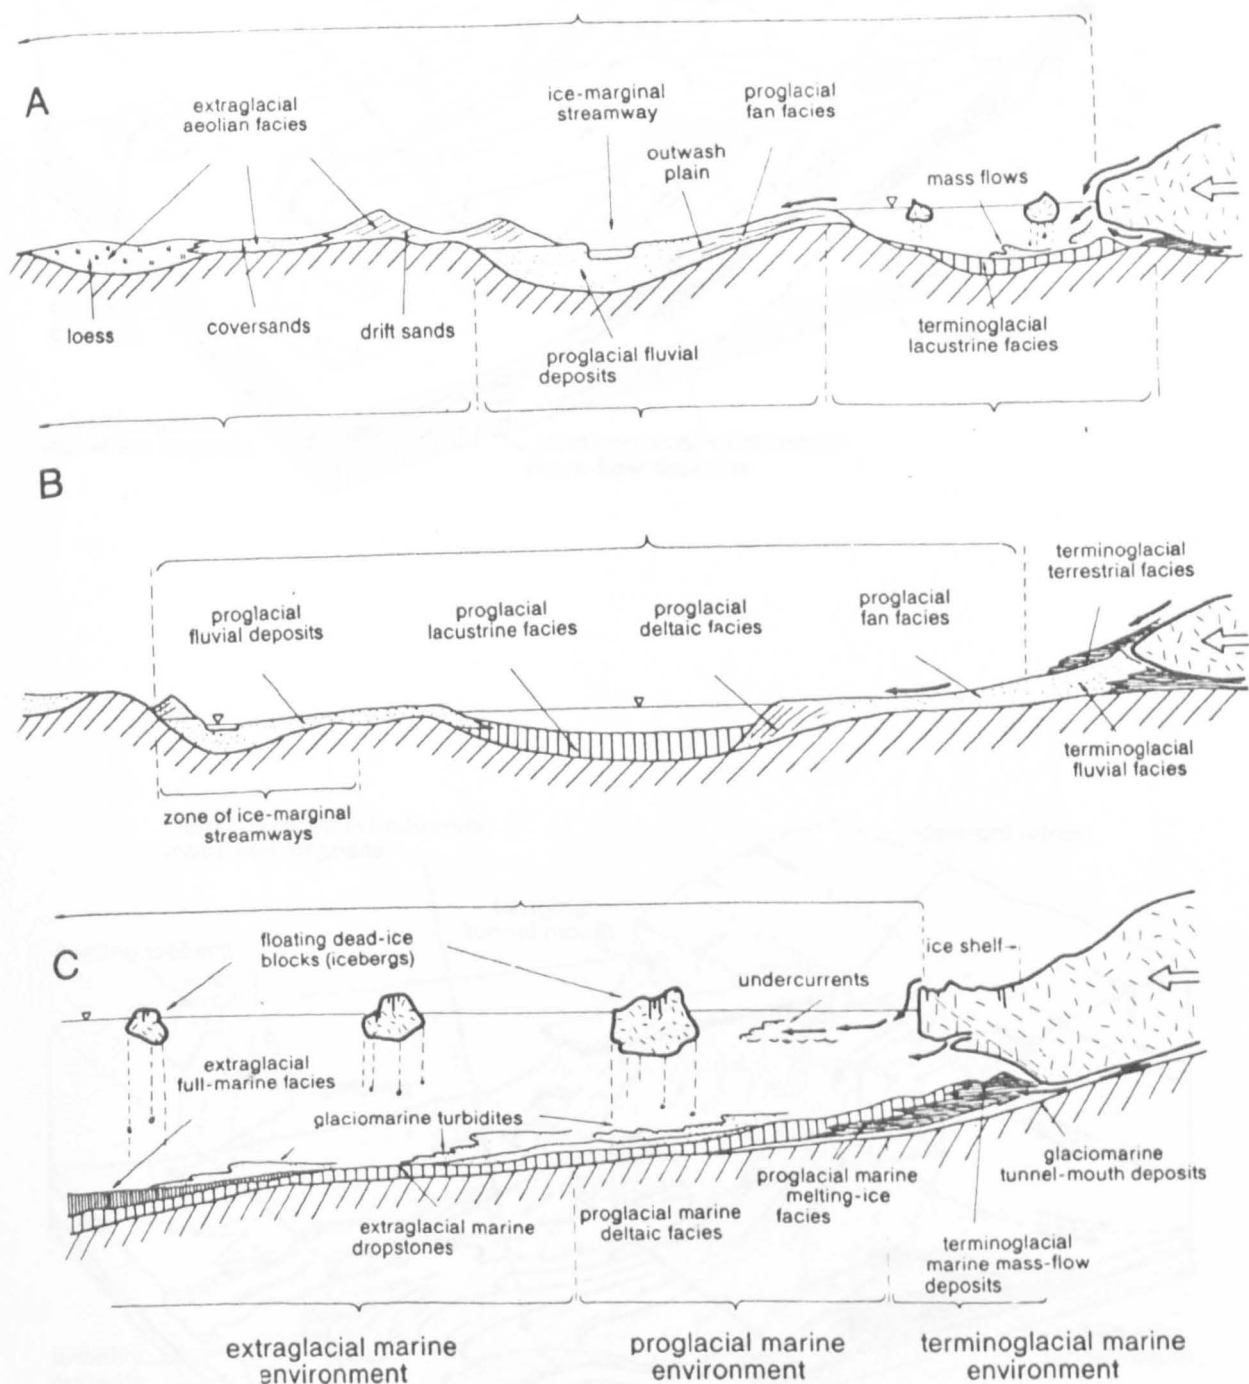 A
extraglacial
aeolian facies
ice-marginal
streamway
proglacial
fan facies
outwash
plain
mass flows
loess
coversands
drift sands
proglacial fluvial
deposits
terminoglacial
lacustrine facies
B
terminoglacial
terrestrial facies
proglacial
fluvial deposits
proglacial
lacustrine facies
proglacial
deltaic facies
proglacial
fan facies
terminoglacial
fluvial facies
zone of ice-marginal
streamways
C
floating dead-ice
blocks (icebergs)
ice shelf
undercurrents
extraglacial
full-marine facies
glaciomarine turbidites
glaciomarine
tunnel-mouth deposits
proglacial marine
melting-ice
facies
extraglacial marine
dropstones
proglacial marine
deltaic facies
terminoglacial
marine mass-flow
deposits
extraglacial marine
environment
proglacial marine
environment
terminoglacial marine
environment